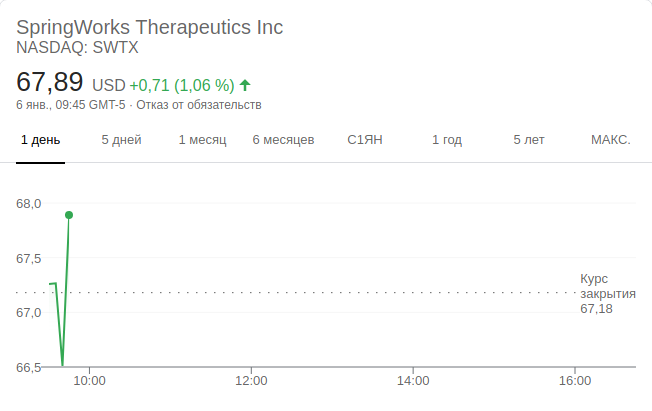 SpringWorks Therapeutics Inc
NASDAQ: SWTX
67,89 USD +0,71 (1,06 %)
6 янв., 09:45 GMT-5 · Отказ от обязательств
1 день 5 дней 1 месяц 6 месяцев С1ЯН 1 год 5 лет МАКС.
68,0
67,5
Курс
закрытия
67,18
67,0
66,5
10:00 12:00 14:00 16:00